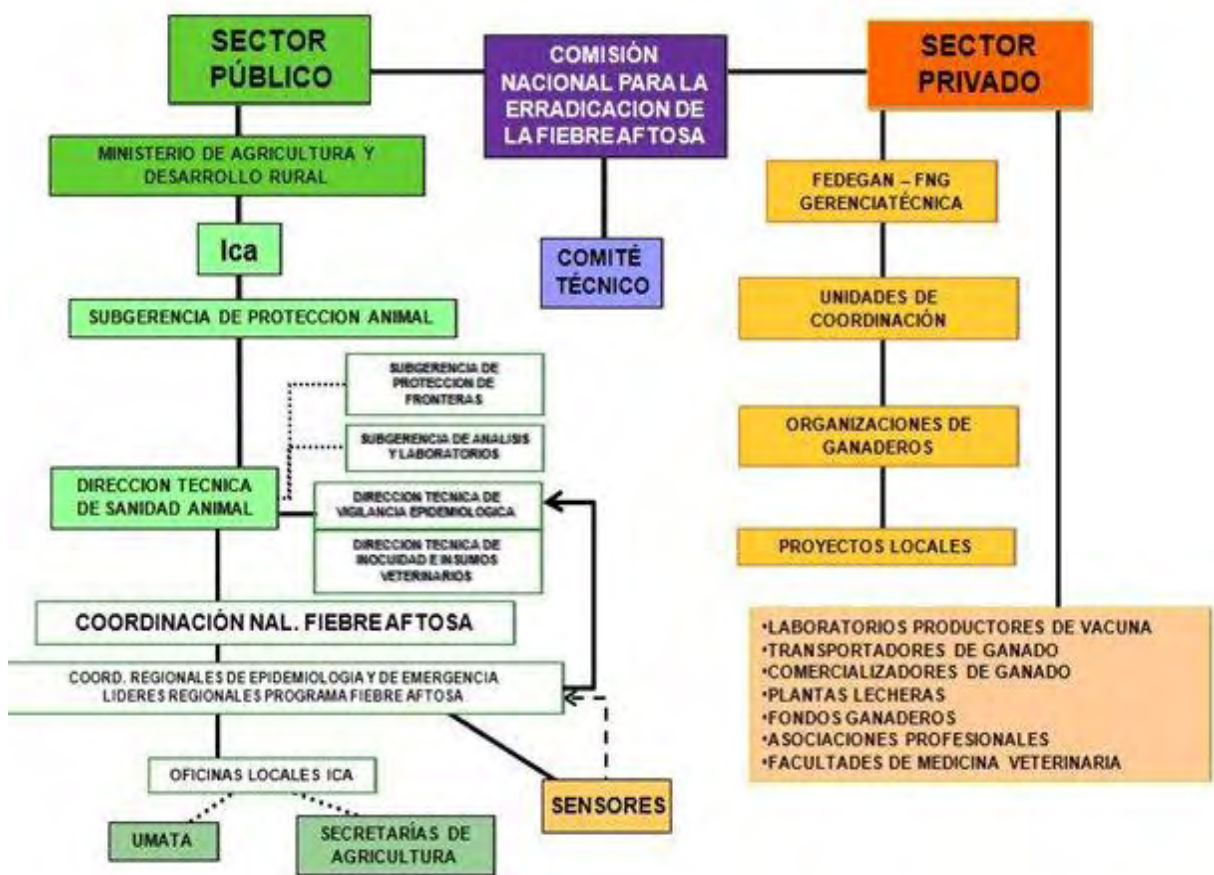 SECTOR
PÚBLICO
COMISIÓN
NACIONAL PARA LA
ERRADICACION DE
LA FIEBRE AFTOSA
SECTOR
PRIVADO
MINISTERIO DE AGRICULTURA Y
DESARROLLO RURAL
Ica
SUBGERENCIA DE PROTECCION ANIMAL
COMITÉ
TÉCNICO
FEDEGAN – FNG
GERENCIATÉCNICA
UNIDADES DE
COORDINACIÓN
ORGANIZACIONES DE
GANADEROS
PROYECTOS LOCALES
SUBGERENCIA DE
PROTECCION DE
FRONTERAS
SUBGERENCIA DE ANALISIS
Y LABORATORIOS
DIRECCION TECNICA
DE SANIDAD ANIMAL
DIRECCION TECNICA DE
VIGILANCIA EPIDEMIOLOGICA
DIRECCION TECNICA DE
INOCUIDAD E INSUMOS
VETERINARIOS
COORDINACIÓN NAL. FIEBRE AFTOSA
COORD. REGIONALES DE EPIDEMIOLOGIA Y DE EMERGENCIA
LIDERES REGIONALES PROGRAMA FIEBRE AFTOSA
OFICINAS LOCALES ICA
UMATA
SECRETARÍAS DE
AGRICULTURA
SENSORES
•LABORATORIOS PRODUCTORES DE VACUNA
•TRANSPORTADORES DE GANADO
•COMERCIALIZADORES DE GANADO
•PLANTAS LECHERAS
•FONDOS GANADEROS
•ASOCIACIONES PROFESIONALES
•FACULTADES DE MEDICINA VETERINARIA